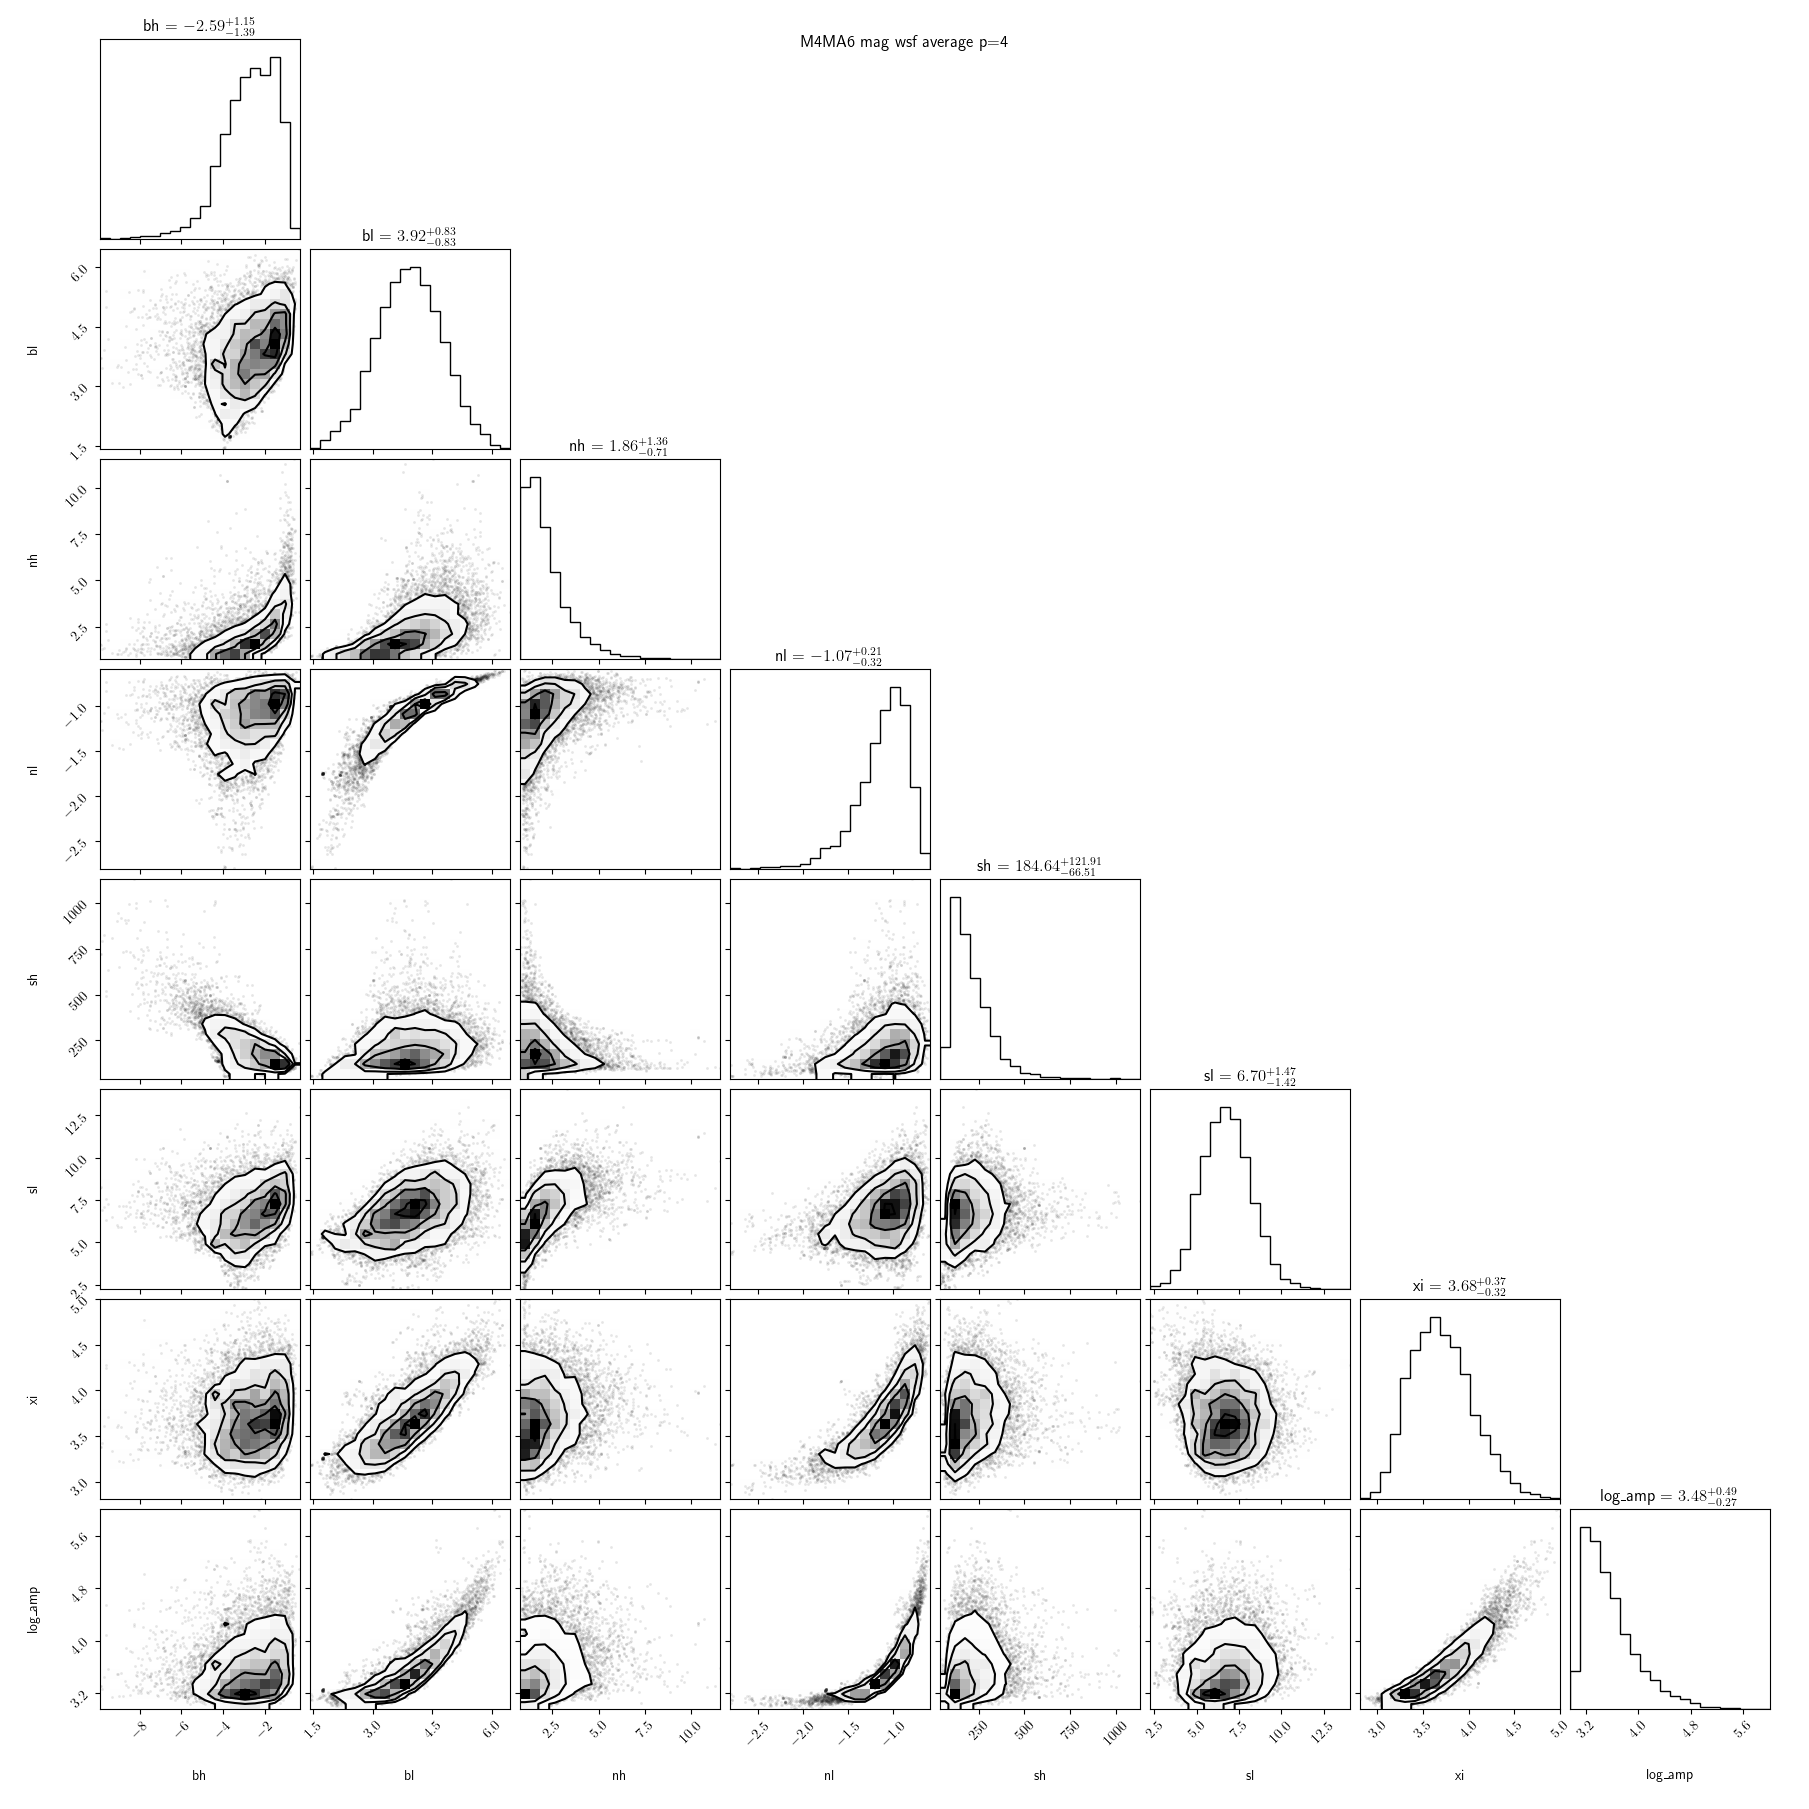 M4MA6 mag wsf average p=4
bh = −2.59+1.15−1.39
bl = 3.92+0.83−0.83
6.0
4.5
3.0
1.5
bl
nh = 1.86+1.36−0.71
10.0
7.5
5.0
2.5
nh
nl = −1.07+0.21−0.32
−1.0
−1.5
−2.0
−2.5
nl
sh = 184.64+121.91−66.51
1000
750
500
250
sh
sl = 6.70+1.47−1.42
12.5
10.0
7.5
5.0
2.5
sl
xi = 3.68+0.37−0.32
5.0
4.5
4.0
3.5
3.0
xi
log_amp = 3.48+0.49−0.27
5.6
4.8
4.0
3.2
log_amp
−8 −6 −4 −2 1.5 3.0 4.5 6.0 2.5 5.0 7.5 10.0 −2.5 −2.0 −1.5 −1.0 250 500 750 1000 2.5 5.0 7.5 10.0 12.5 3.0 3.5 4.0 4.5 5.0 3.2 4.0 4.8 5.6
bh bl nh nl sh sl xi log_amp